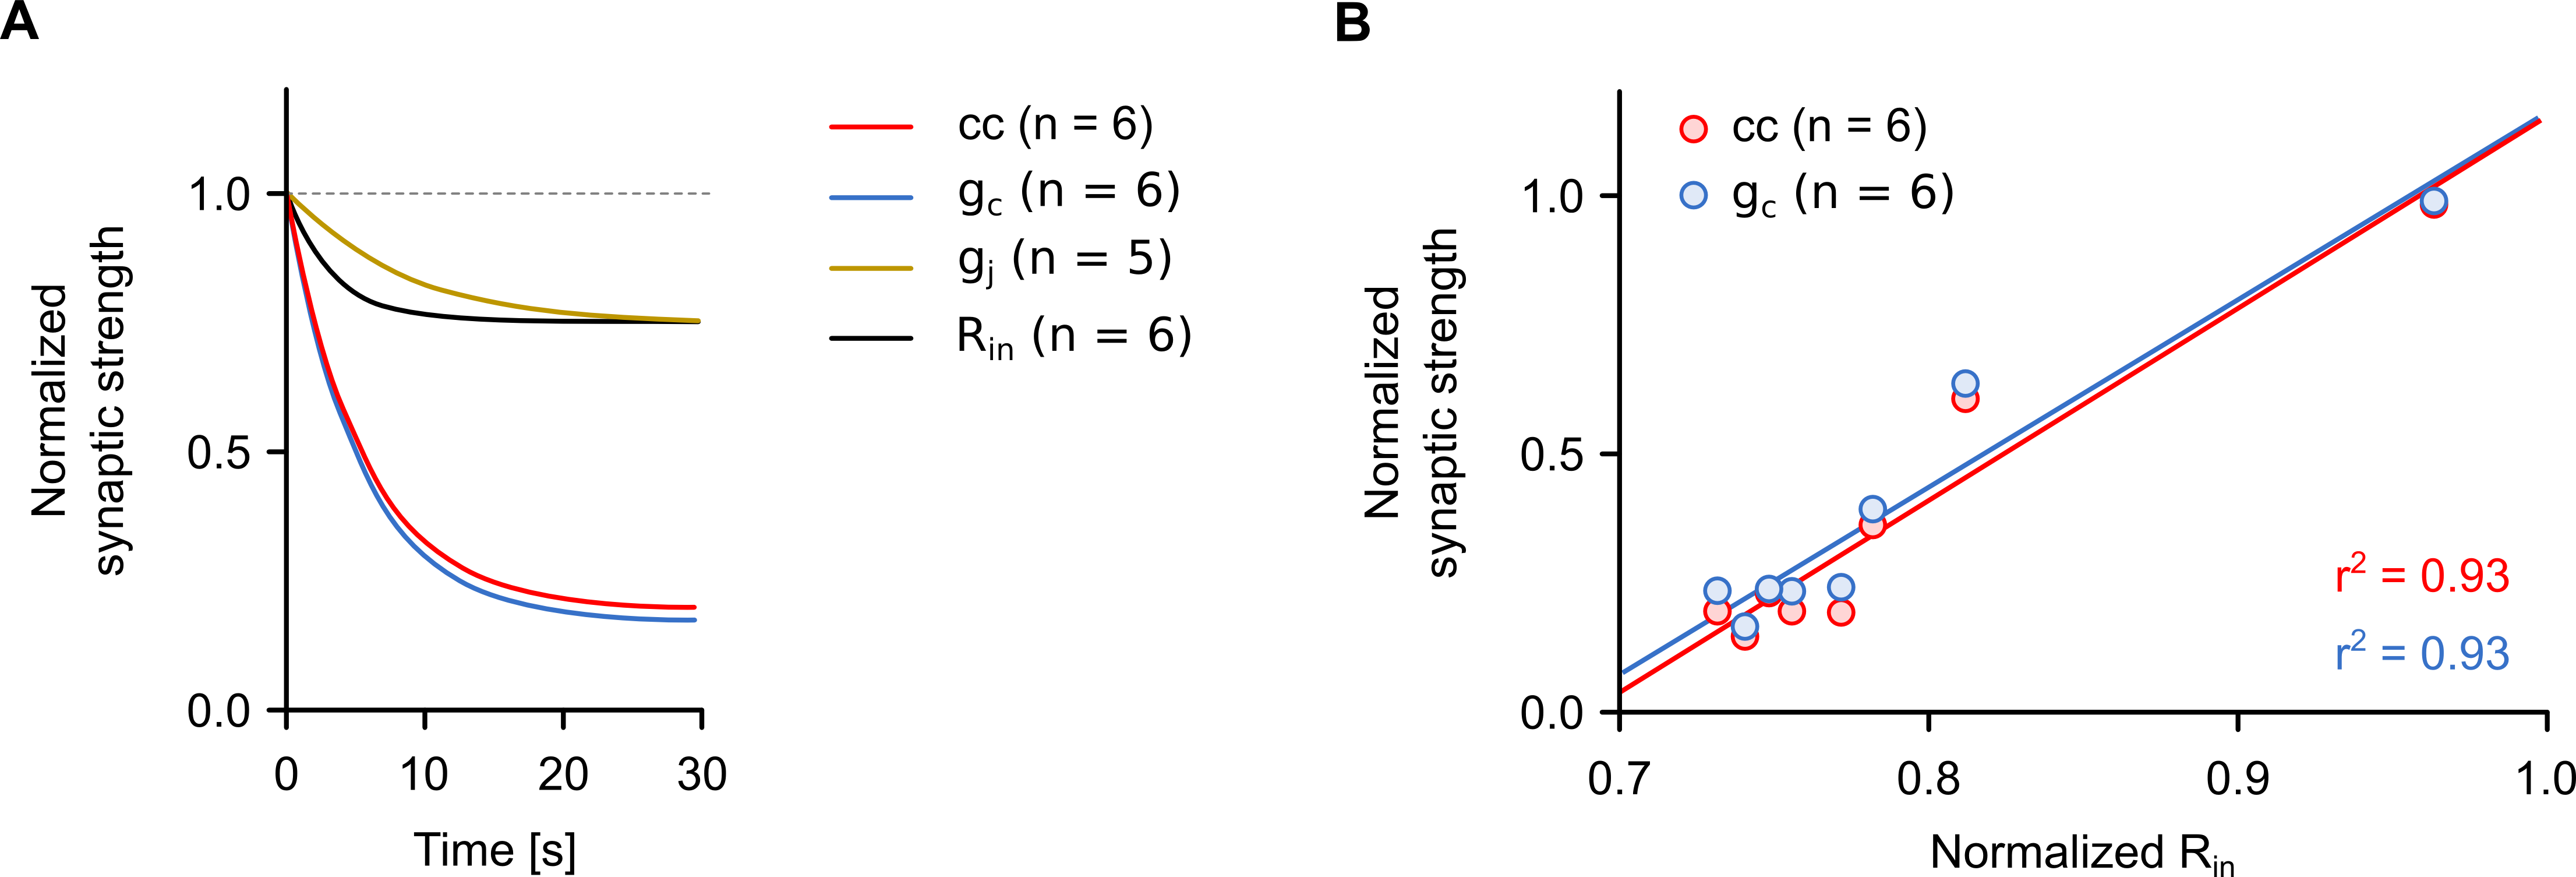 A
Normalized
synaptic strength
1.0
0.5
0.0
0 10 20 30
Time [s]
cc (n = 6)
gc (n = 6)
gj (n = 5)
Rin (n = 6)
B
Normalized
synaptic strength
1.0
0.5
0.0
cc (n = 6)
gc (n = 6)
r² = 0.93
r² = 0.93
0.7 0.8 0.9 1.0
Normalized Rin